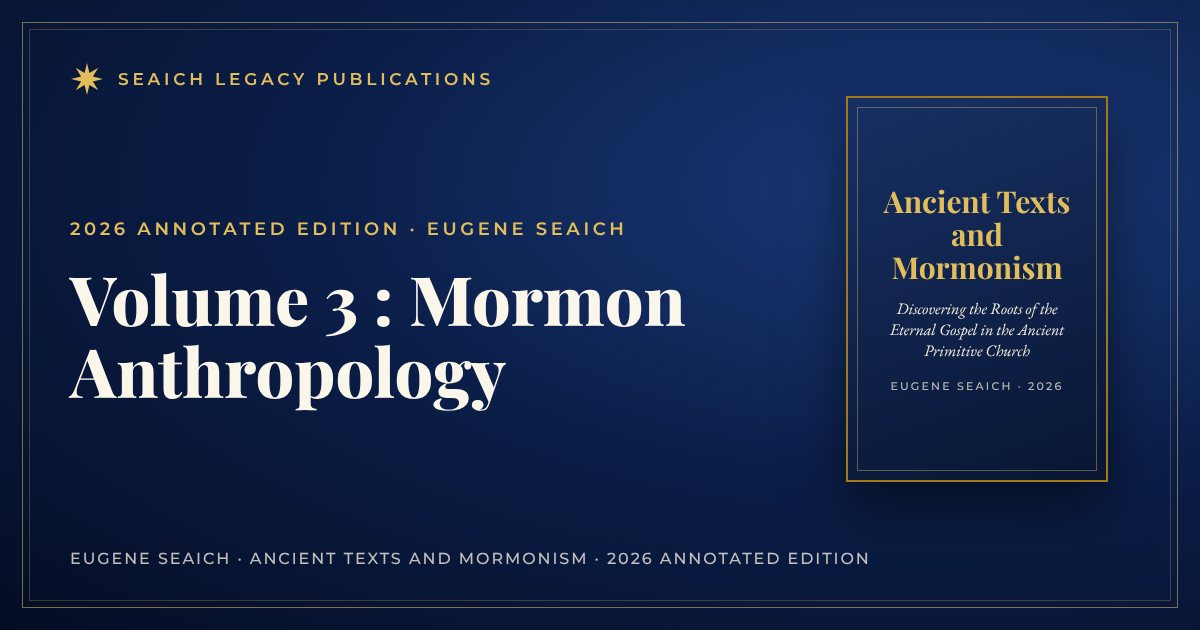 SEAICH LEGACY PUBLICATIONS
2026 ANNOTATED EDITION · EUGENE SEAICH
Volume 3 : Mormon
Anthropology
Ancient Texts
and
Mormonism
Discovering the Roots of the
Eternal Gospel in the Ancient
Primitive Church
EUGENE SEAICH · 2026
EUGENE SEAICH · ANCIENT TEXTS AND MORMONISM · 2026 ANNOTATED EDITION